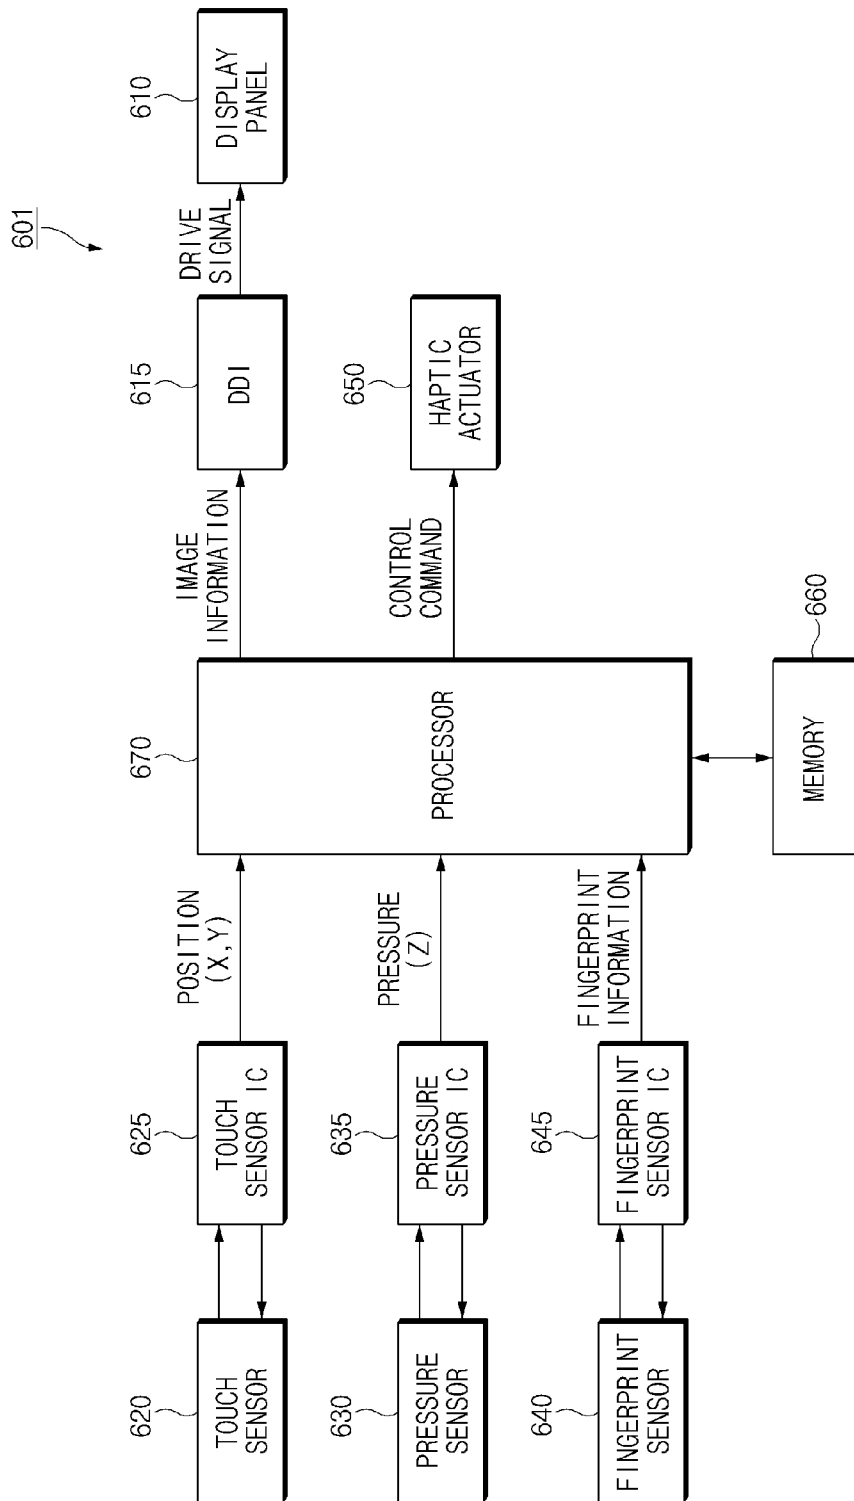 601
620
TOUCH
SENSOR
625
TOUCH
SENSOR IC
POSITION
(X,Y)
670
PROCESSOR
IMAGE
INFORMATION
615
DDI
DRIVE
SIGNAL
610
DISPLAY
PANEL
630
PRESSURE
SENSOR
635
PRESSURE
SENSOR IC
PRESSURE
(Z)
CONTROL
COMMAND
650
HAPTIC
ACTUATOR
640
FINGERPRINT
SENSOR
645
FINGERPRINT
SENSOR IC
FINGERPRINT
INFORMATION
660
MEMORY